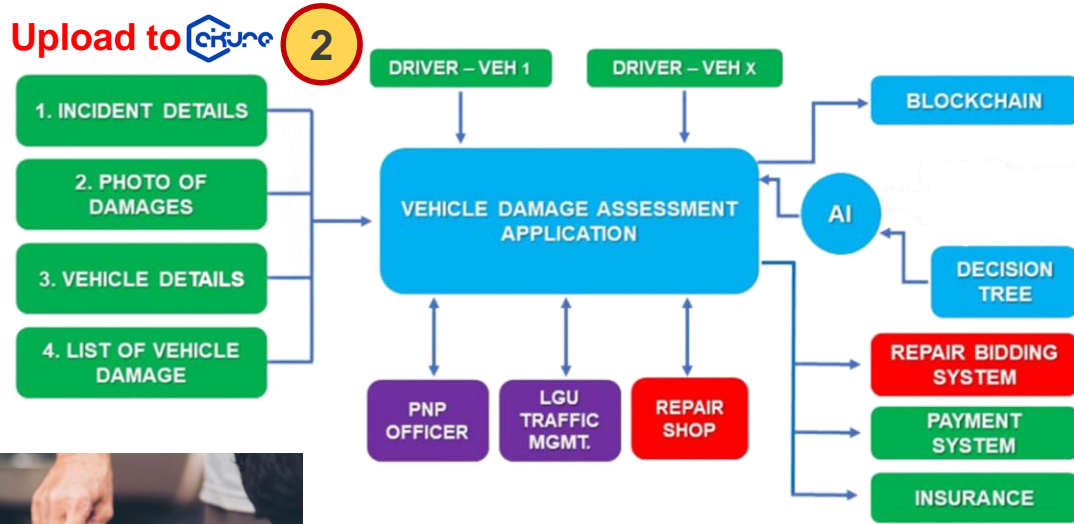 Upload to
2
DRIVER – VEH 1
DRIVER – VEH X
1. INCIDENT DETAILS
2. PHOTO OF
DAMAGES
3. VEHICLE DETAILS
4. LIST OF VEHICLE
DAMAGE
VEHICLE DAMAGE ASSESSMENT
APPLICATION
BLOCKCHAIN
AI
DECISION
TREE
PNP
OFFICER
LGU
TRAFFIC
MGMT.
REPAIR
SHOP
REPAIR BIDDING
SYSTEM
PAYMENT
SYSTEM
INSURANCE